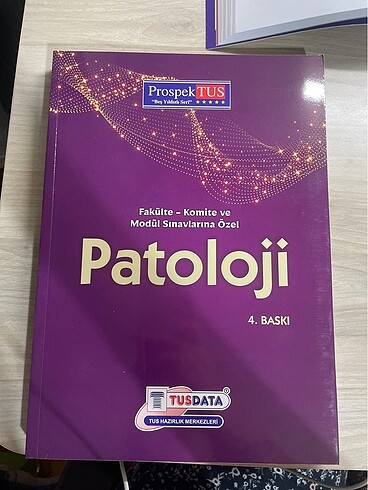 ProspekTUS
"Beş Yıldızlı Seri" ★★★★★
Fakülte - Komite ve
Modül Sınavlarına Özel
Patoloji
4. BASKI
TUSDATA
TUS HAZIRLIK MERKEZLERİ